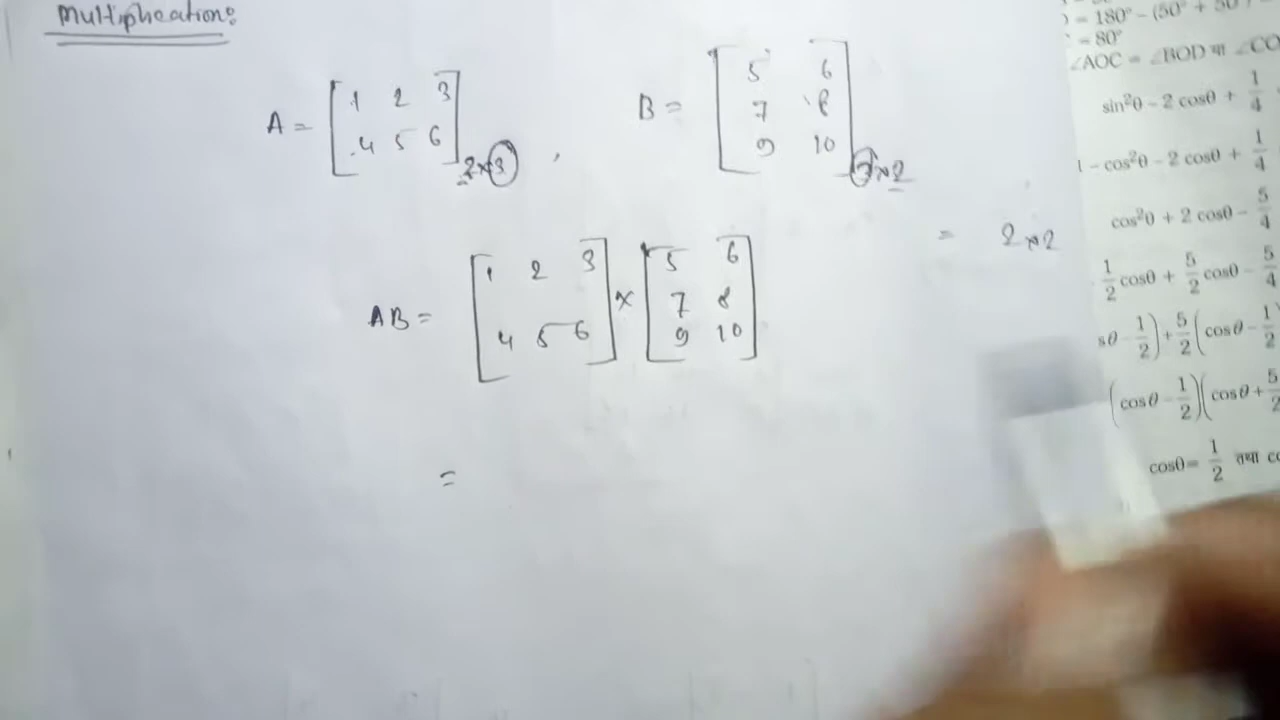 Multiplication:
A = [1 2 3
4 5 6] 2×3 ,
B = [5 6
7 8
9 10] 3×2
= 2×2
AB = [1 2 3
4 5 6] × [5 6
7 8
9 10]
=
= 180° − (50° + 50°
= 80°
∠AOC = ∠BOD या ∠CO
sin²θ − 2 cosθ + 1/4
1 − cos²θ − 2 cosθ + 1/4
cos²θ + 2 cosθ − 5/4
1/2 cosθ + 5/2 cosθ − 5/4
sθ − 1/2) + 5/2 (cosθ − 1/2
(cosθ − 1/2)(cosθ + 5/2
cosθ = 1/2 तथा co